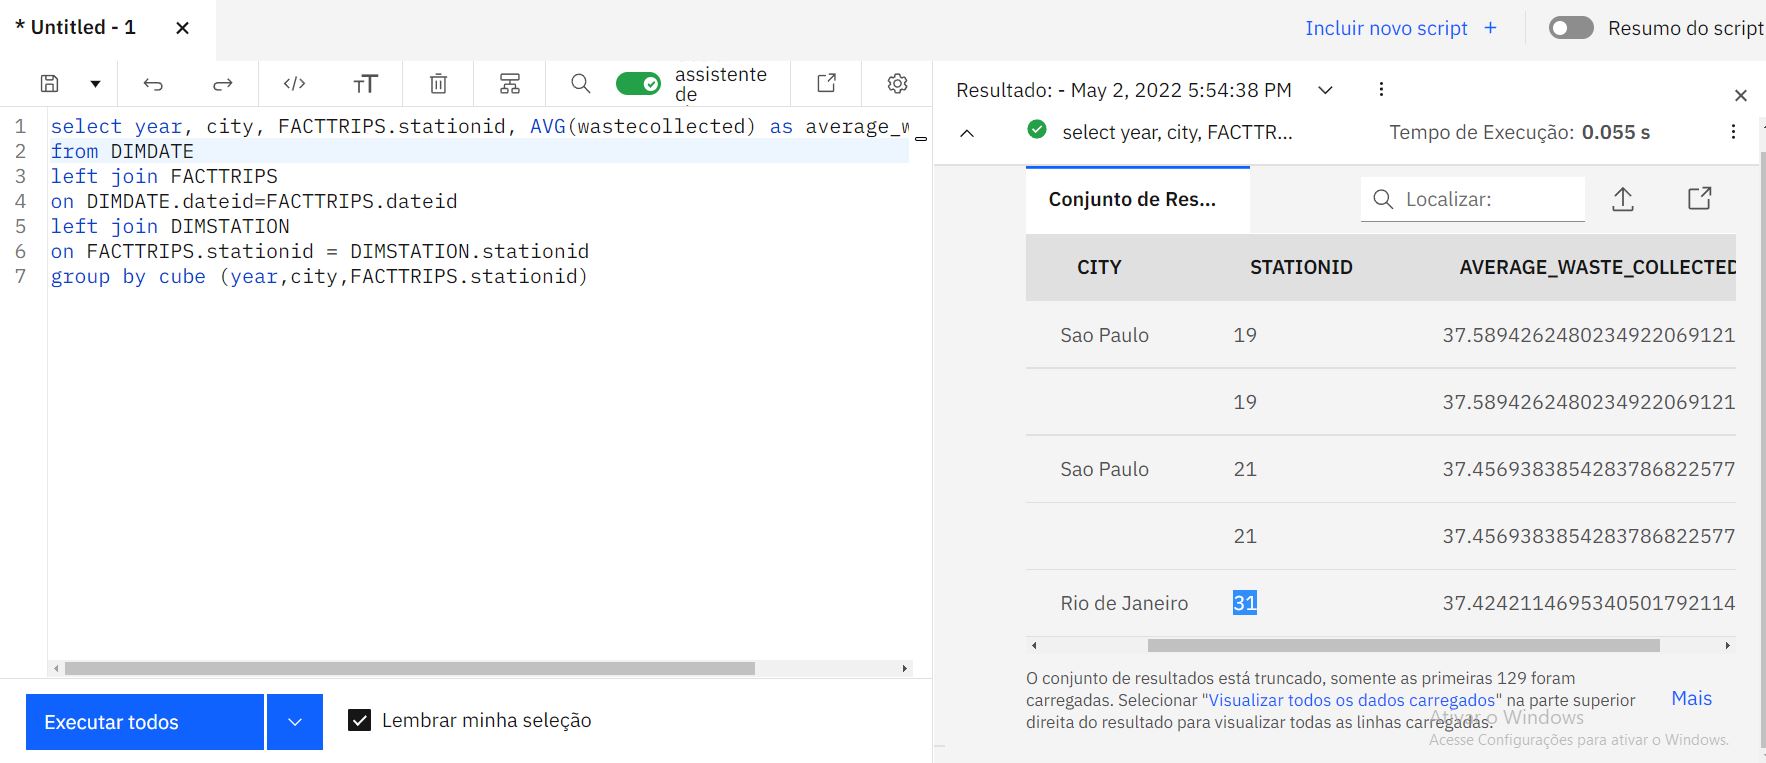 * Untitled - 1
Incluir novo script +
Resumo do script
assistente
de
Resultado: - May 2, 2022 5:54:38 PM
1 select year, city, FACTTRIPS.stationid, AVG(wastecollected) as average_w
2 from DIMDATE
3 left join FACTTRIPS
4 on DIMDATE.dateid=FACTTRIPS.dateid
5 left join DIMSTATION
6 on FACTTRIPS.stationid = DIMSTATION.stationid
7 group by cube (year,city,FACTTRIPS.stationid)
select year, city, FACTTR... Tempo de Execução: 0.055 s
Conjunto de Res... Localizar:
CITY STATIONID AVERAGE_WASTE_COLLECTED
Sao Paulo 19 37.5894262480234922069121
19 37.5894262480234922069121
Sao Paulo 21 37.4569383854283786822577
21 37.4569383854283786822577
Rio de Janeiro 31 37.4242114695340501792114
O conjunto de resultados está truncado, somente as primeiras 129 foram
carregadas. Selecionar "Visualizar todos os dados carregados" na parte superior
direita do resultado para visualizar todas as linhas carregadas.
Mais
Ativar o Windows
Acesse Configurações para ativar o Windows.
Executar todos
Lembrar minha seleção